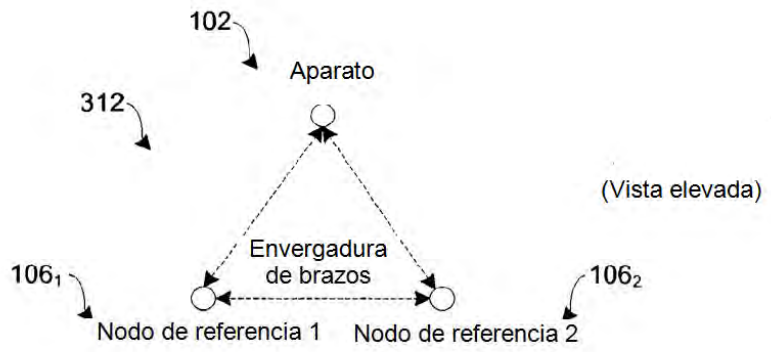 102
Aparato
312
(Vista elevada)
Envergadura
de brazos
106₁
106₂
Nodo de referencia 1
Nodo de referencia 2